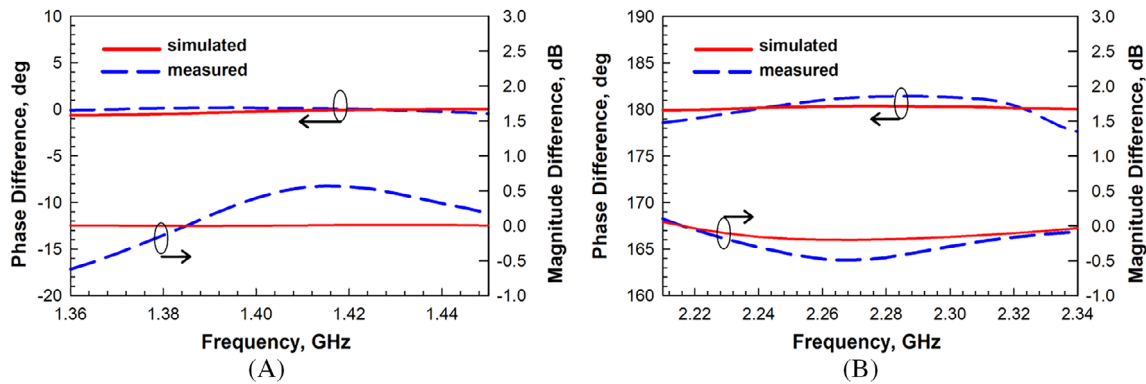 10
5
0
-5
-10
-15
-20
Phase Difference, deg
simulated
measured
3.0
2.5
2.0
1.5
1.0
0.5
0.0
-0.5
-1.0
Magnitude Difference, dB
1.36 1.38 1.40 1.42 1.44
Frequency, GHz
(A)
190
185
180
175
170
165
160
Phase Difference, deg
simulated
measured
3.0
2.5
2.0
1.5
1.0
0.5
0.0
-0.5
-1.0
Magnitude Difference, dB
2.22 2.24 2.26 2.28 2.30 2.32 2.34
Frequency, GHz
(B)